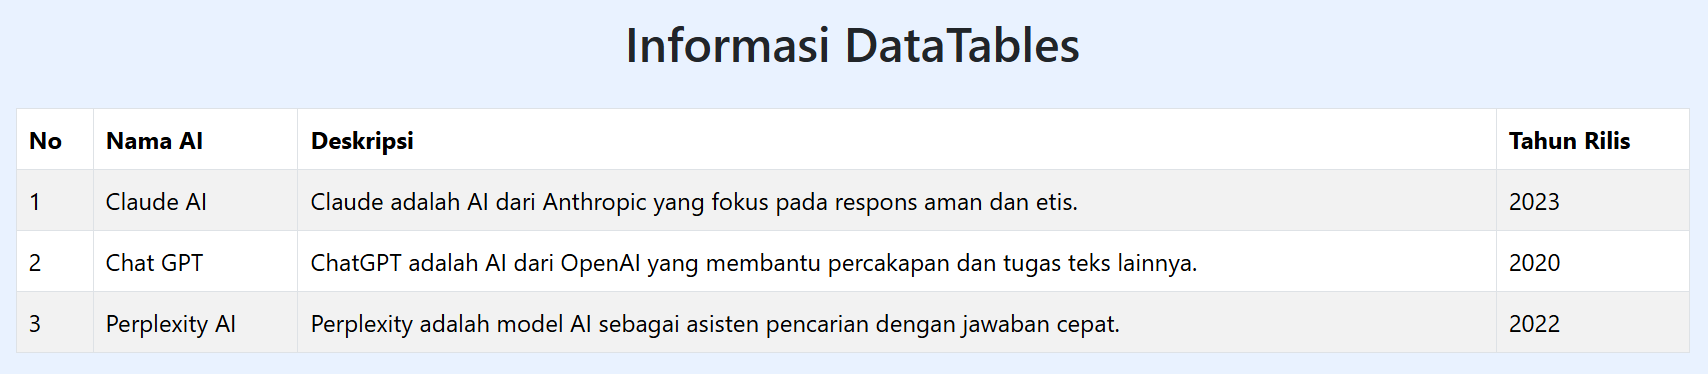 Informasi DataTables
No Nama AI Deskripsi Tahun Rilis
1 Claude AI Claude adalah AI dari Anthropic yang fokus pada respons aman dan etis. 2023
2 Chat GPT ChatGPT adalah AI dari OpenAI yang membantu percakapan dan tugas teks lainnya. 2020
3 Perplexity AI Perplexity adalah model AI sebagai asisten pencarian dengan jawaban cepat. 2022